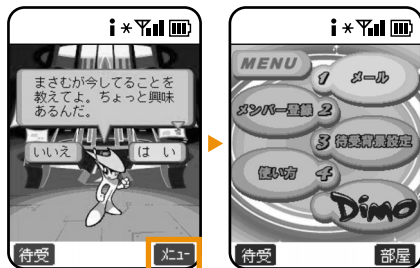 まさむが今してることを
教えてよ。ちょっと興味
あるんだ。
いいえ
は い
待受
メニュー
MENU
1 メール
メンバー登録 2
3 待受背景設定
使い方 4
Dimo
待受
部屋